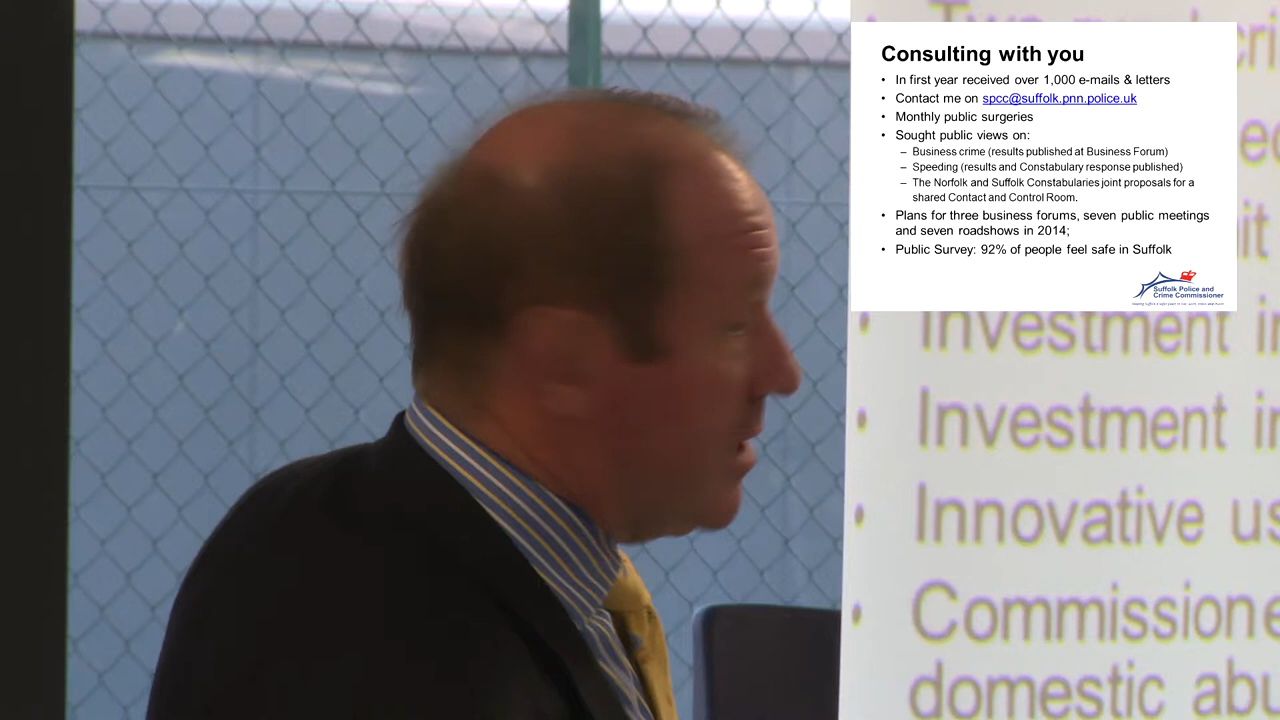 Consulting with you
• In first year received over 1,000 e-mails & letters
• Contact me on spcc@suffolk.pnn.police.uk
• Monthly public surgeries
• Sought public views on:
– Business crime (results published at Business Forum)
– Speeding (results and Constabulary response published)
– The Norfolk and Suffolk Constabularies joint proposals for a
shared Contact and Control Room.
• Plans for three business forums, seven public meetings
and seven roadshows in 2014;
• Public Survey: 92% of people feel safe in Suffolk
Suffolk Police and
Crime Commissioner
• Investment
• Investment
• Innovative
•
domestic